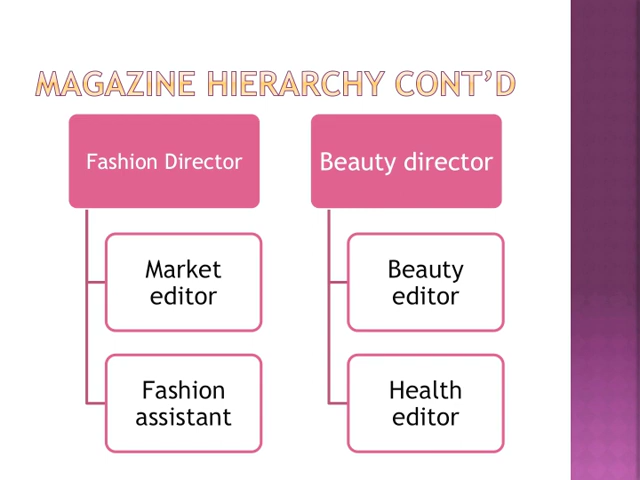 MAGAZINE HIERARCHY CONT’D
Fashion Director
Market
editor
Fashion
assistant
Beauty director
Beauty
editor
Health
editor